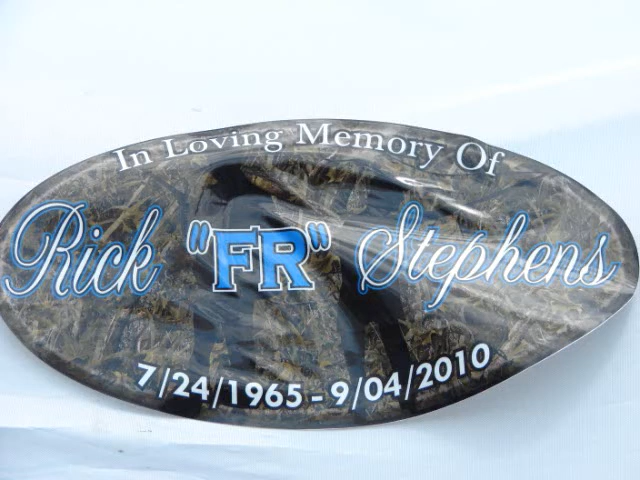 In Loving Memory Of
Rick "FR" Stephens
7/24/1965 - 9/04/2010